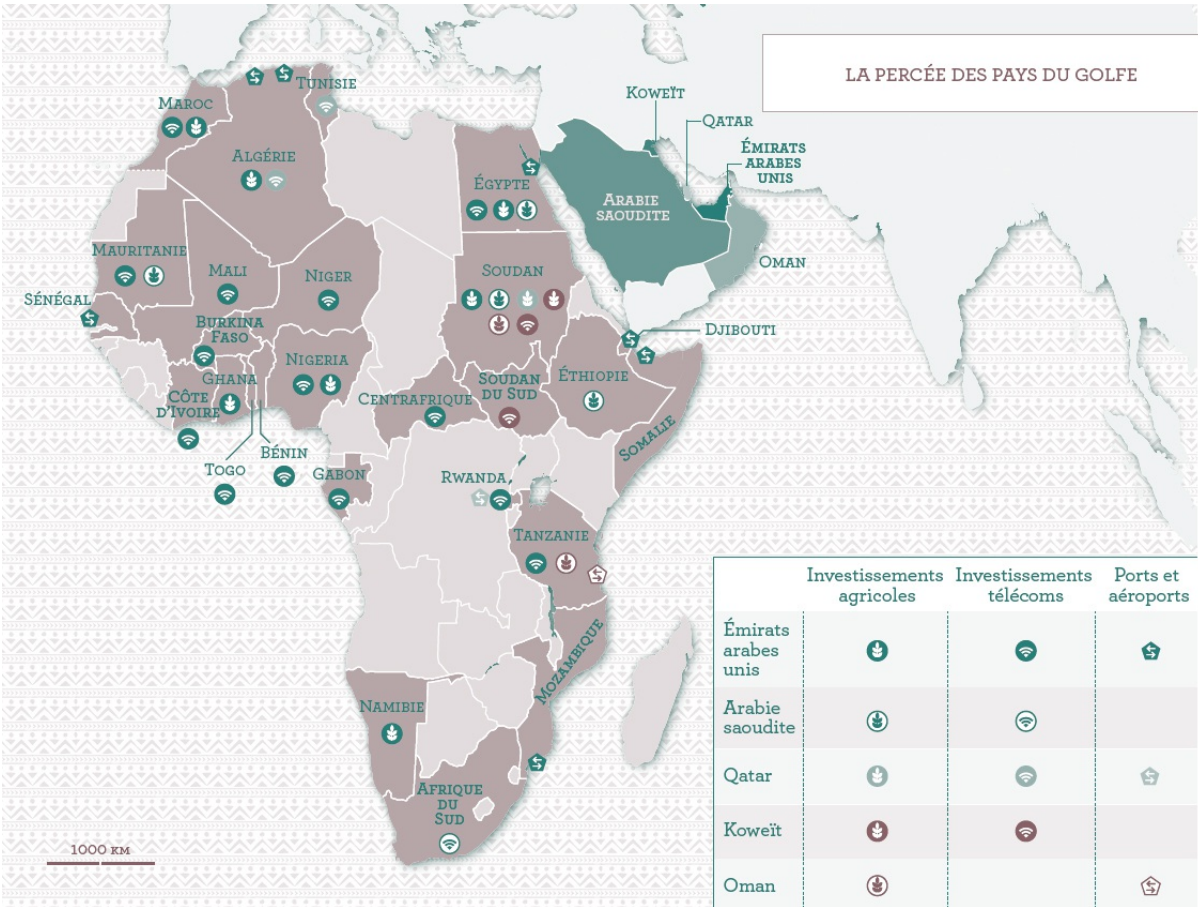 LA PERCÉE DES PAYS DU GOLFE
KOWEÏT
QATAR
ÉMIRATS
ARABES
UNIS
ARABIE
SAOUDITE
OMAN
TUNISIE
MAROC
ALGÉRIE
ÉGYPTE
MAURITANIE
MALI
NIGER
SOUDAN
SÉNÉGAL
BURKINA
FASO
DJIBOUTI
NIGERIA
GHANA
CÔTE
D'IVOIRE
CENTRAFRIQUE
SOUDAN
DU SUD
ÉTHIOPIE
SOMALIE
TOGO
BÉNIN
GABON
RWANDA
TANZANIE
MOZAMBIQUE
NAMIBIE
AFRIQUE
DU
SUD
1000 KM
Investissements
agricoles
Investissements
télécoms
Ports et
aéroports
Émirats
arabes
unis
Arabie
saoudite
Qatar
Koweït
Oman